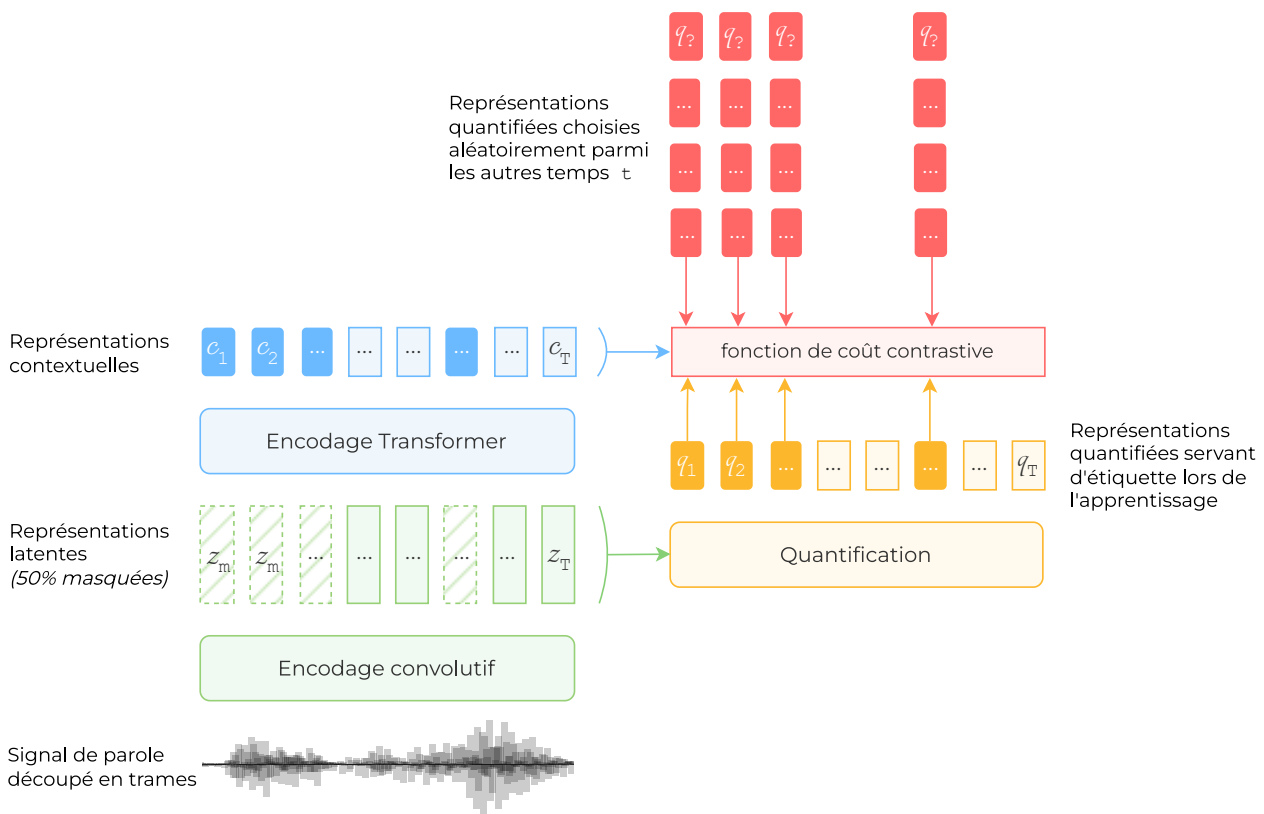 q? q? q? q?
Représentations
quantifiées choisies
aléatoirement parmi
les autres temps t
... ... ... ...
... ... ... ...
... ... ... ...
Représentations
contextuelles
c1 c2 ... ... ... ... ... cT
fonction de coût contrastive
Encodage Transformer
q1 q2 ... ... ... ... ... qT
Représentations
quantifiées servant
d'étiquette lors de
l'apprentissage
Représentations
latentes
(50% masquées)
zm zm ... ... ... ... ... zT
Quantification
Encodage convolutif
Signal de parole
découpé en trames